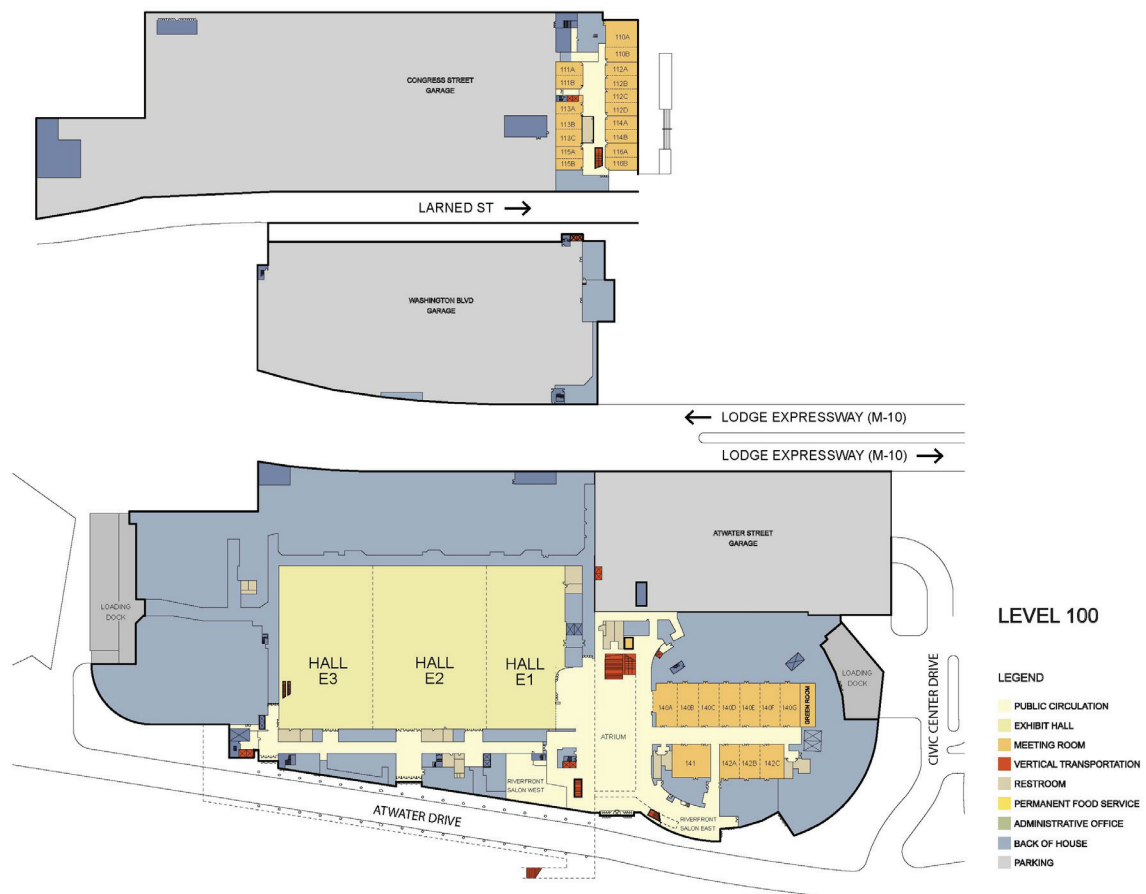 110A
110B
111A
111B
112A
112B
112C
112D
113A
113B
113C
114A
114B
115A
115B
116A
116B
CONGRESS STREET
GARAGE
LARNED ST
WASHINGTON BLVD
GARAGE
LODGE EXPRESSWAY (M-10)
LODGE EXPRESSWAY (M-10)
ATWATER STREET
GARAGE
LOADING
DOCK
HALL
E3
HALL
E2
HALL
E1
ATRIUM
140A
140B
140C
140D
140E
140F
140G
GREEN ROOM
LOADING
DOCK
141
142A
142B
142C
RIVERFRONT
SALON WEST
RIVERFRONT
SALON EAST
ATWATER DRIVE
CIVIC CENTER DRIVE
LEVEL 100
LEGEND
PUBLIC CIRCULATION
EXHIBIT HALL
MEETING ROOM
VERTICAL TRANSPORTATION
RESTROOM
PERMANENT FOOD SERVICE
ADMINISTRATIVE OFFICE
BACK OF HOUSE
PARKING